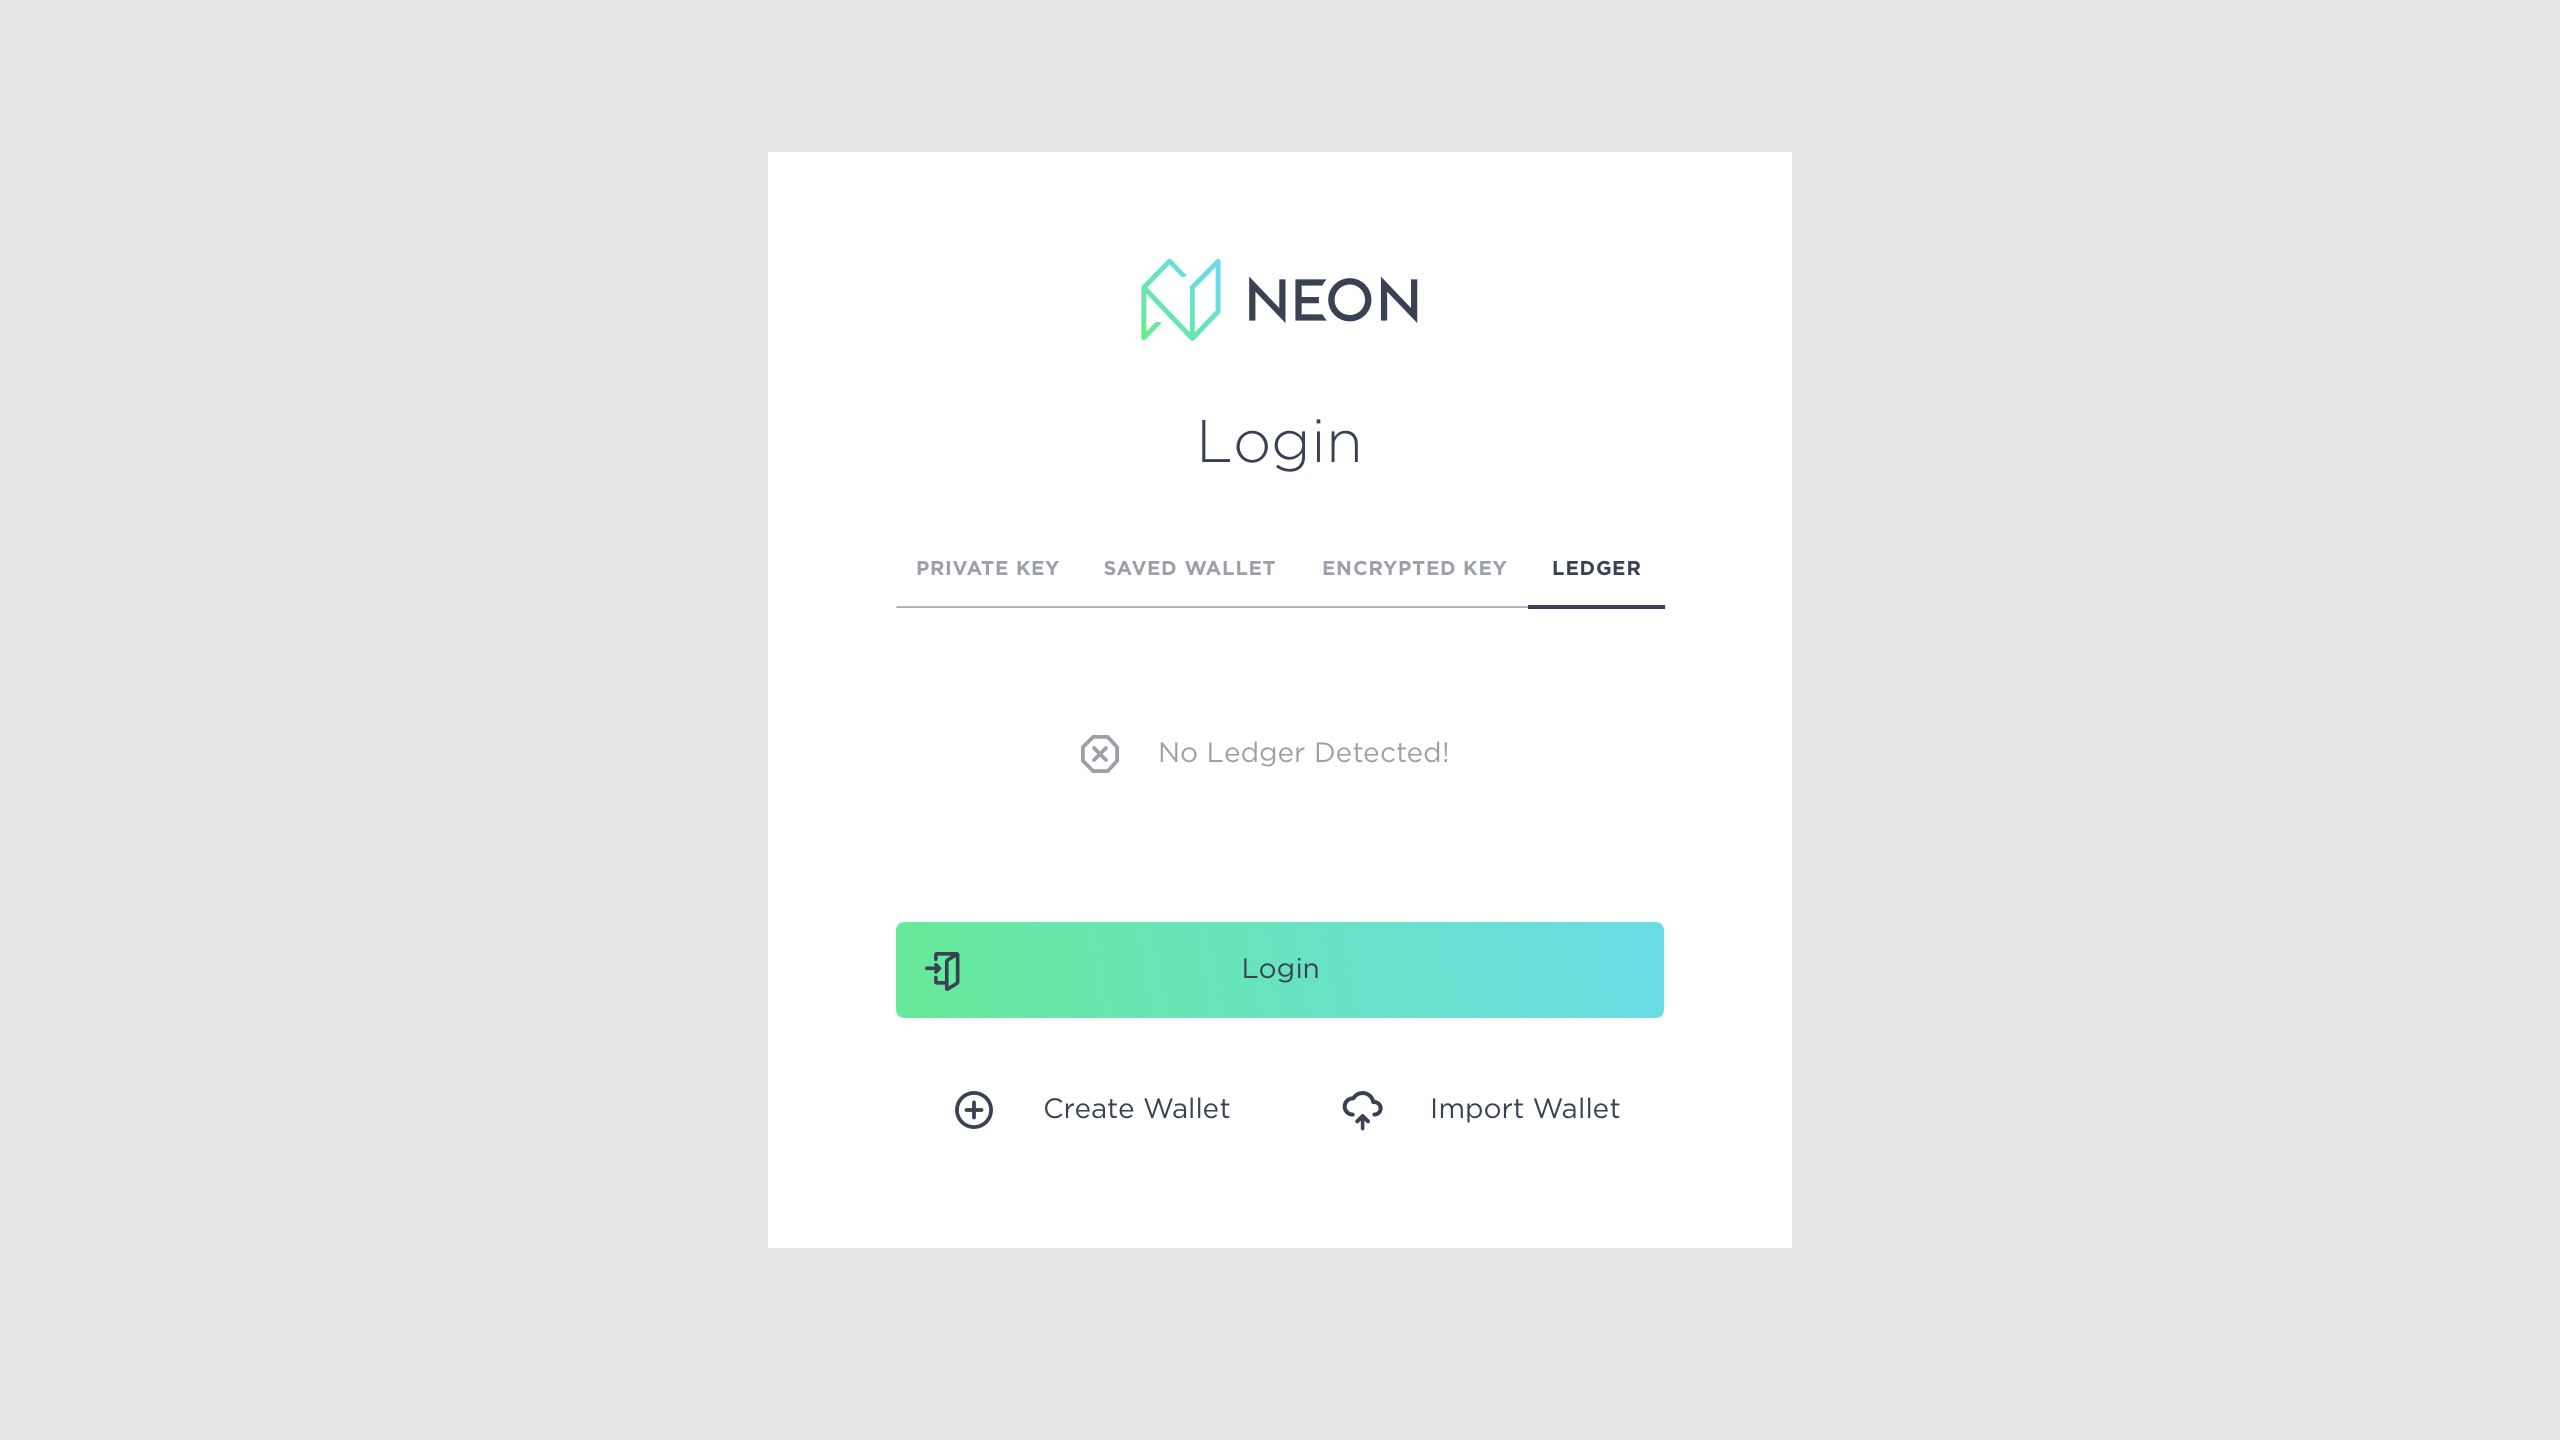 NEON
Login
PRIVATE KEY SAVED WALLET ENCRYPTED KEY LEDGER
No Ledger Detected!
Login
Create Wallet Import Wallet